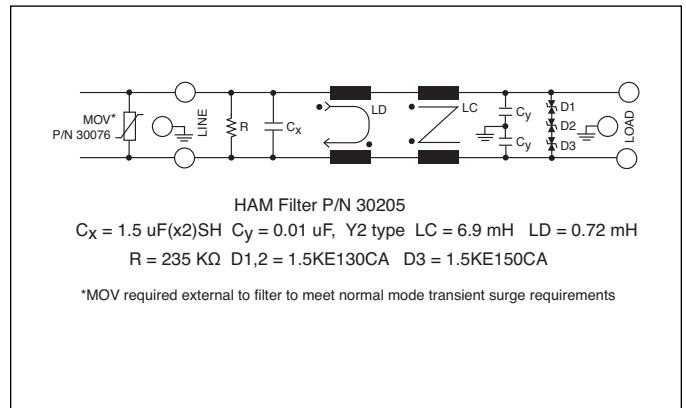 MOV*
P/N 30076
LINE
R
Cx
LD
LC
Cy
Cy
D1
D2
D3
LOAD
HAM Filter P/N 30205
Cx = 1.5 uF(x2)SH Cy = 0.01 uF, Y2 type LC = 6.9 mH LD = 0.72 mH
R = 235 KΩ D1,2 = 1.5KE130CA D3 = 1.5KE150CA
*MOV required external to filter to meet normal mode transient surge requirements